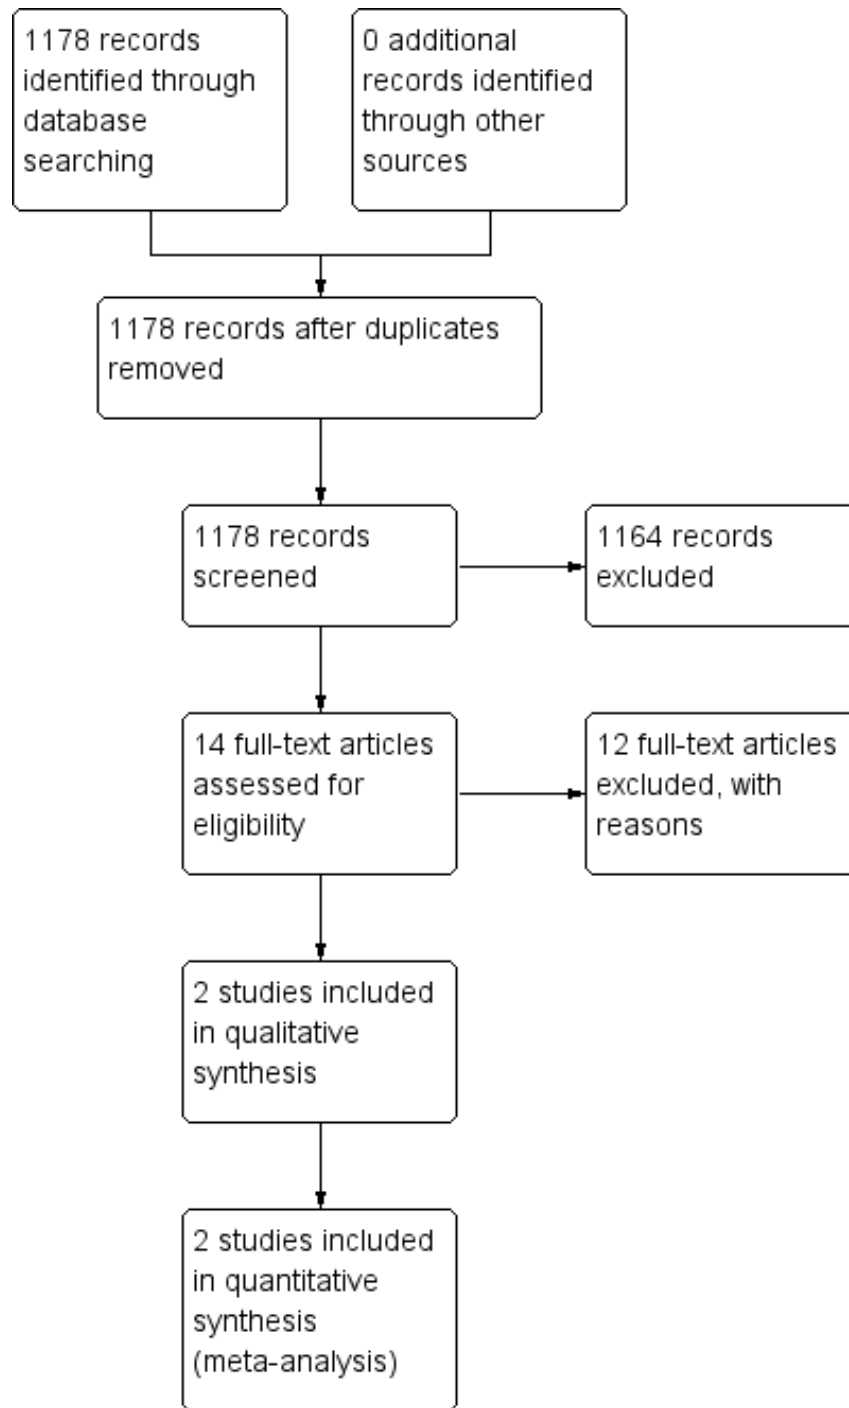 1178 records
identified through
database
searching
0 additional
records identified
through other
sources
1178 records after duplicates
removed
1178 records
screened
1164 records
excluded
14 full-text articles
assessed for
eligibility
12 full-text articles
excluded, with
reasons
2 studies included
in qualitative
synthesis
2 studies included
in quantitative
synthesis
(meta-analysis)